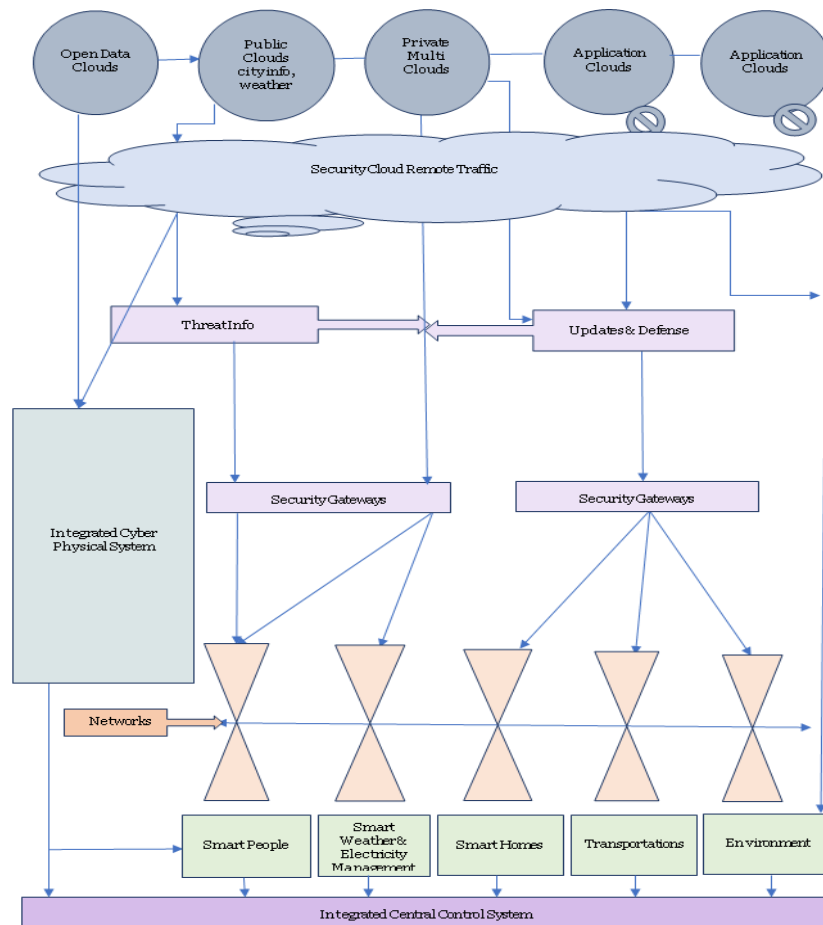 Open Data
Clouds
Public
Clouds
cityinfo,
weather
Private
Multi
Clouds
Application
Clouds
Application
Clouds
Security Cloud Remote Traffic
ThreatInfo
Updates & Defense
Security Gateways
Security Gateways
Integrated Cyber
Physical System
Networks
Smart People
Smart
Weather &
Electricity
Management
Smart Homes
Transportations
Environment
Integrated Central Control System